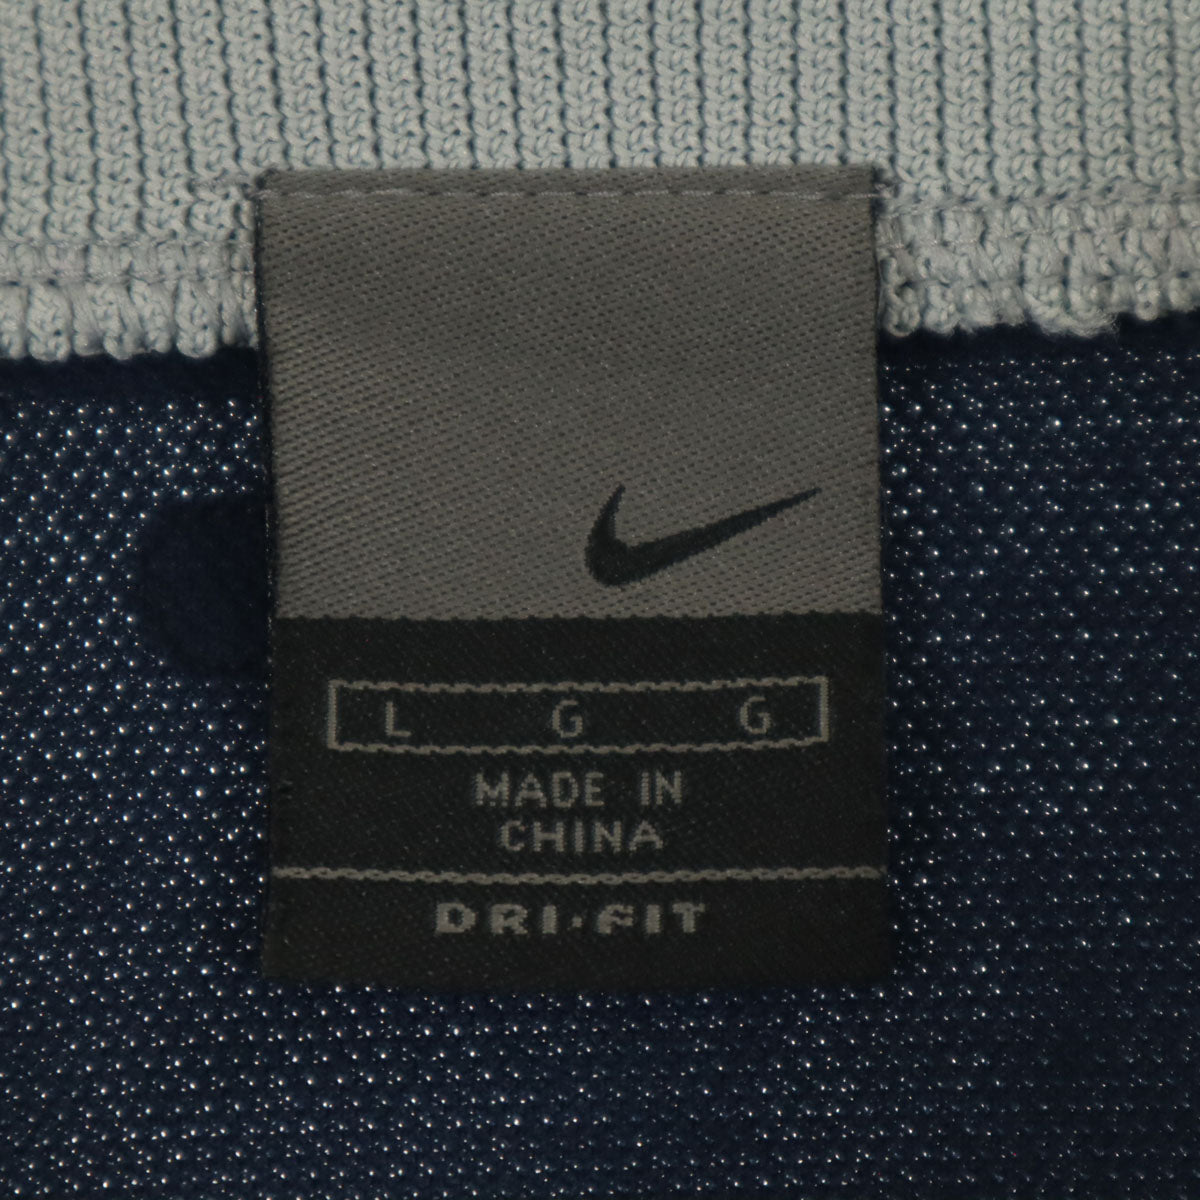 L G G
MADE IN
CHINA
DRI-FIT